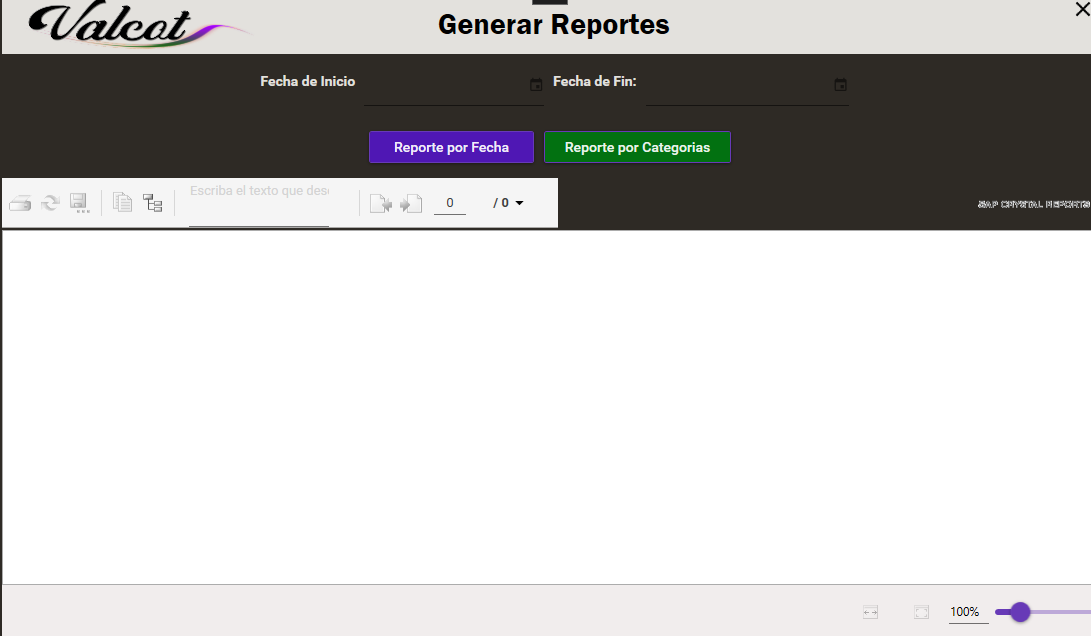 Valcot
Generar Reportes
Fecha de Inicio
Fecha de Fin:
Reporte por Fecha
Reporte por Categorias
Escriba el texto que des
0
/ 0
SAP CRYSTAL REPORTS
100%